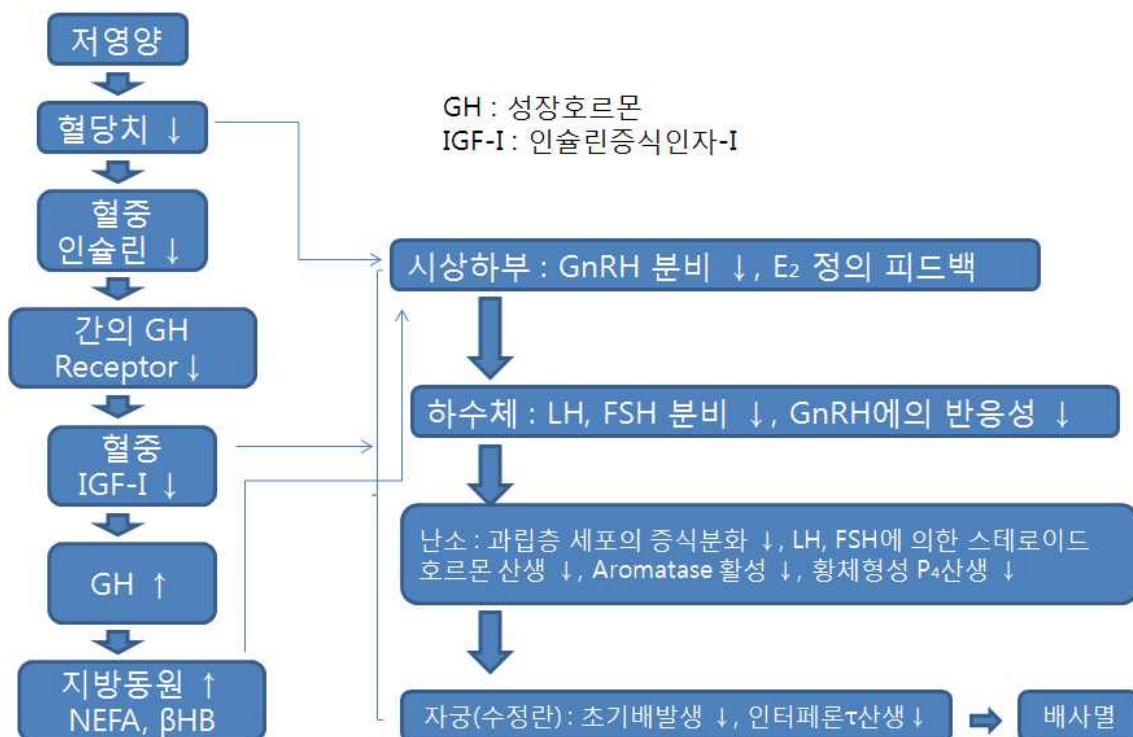 저영양
혈당치 ↓
혈중
인슐린 ↓
간의 GH
Receptor ↓
혈중
IGF-I ↓
GH ↑
지방동원 ↑
NEFA, βHB
GH : 성장호르몬
IGF-I : 인슐린증식인자-I
시상하부 : GnRH 분비 ↓, E₂ 정의 피드백
하수체 : LH, FSH 분비 ↓, GnRH에의 반응성 ↓
난소 : 과립층 세포의 증식분화 ↓, LH, FSH에 의한 스테로이드
호르몬 산생 ↓, Aromatase 활성 ↓, 황체형성 P₄산생 ↓
자궁(수정란) : 초기배발생 ↓, 인터페론τ산생↓
배사멸